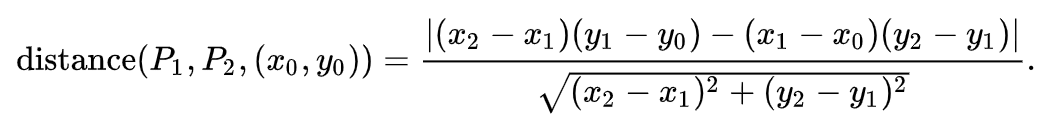 distance(P₁, P₂, (x₀, y₀)) = |(x₂ − x₁)(y₁ − y₀) − (x₁ − x₀)(y₂ − y₁)| / √((x₂ − x₁)² + (y₂ − y₁)²).